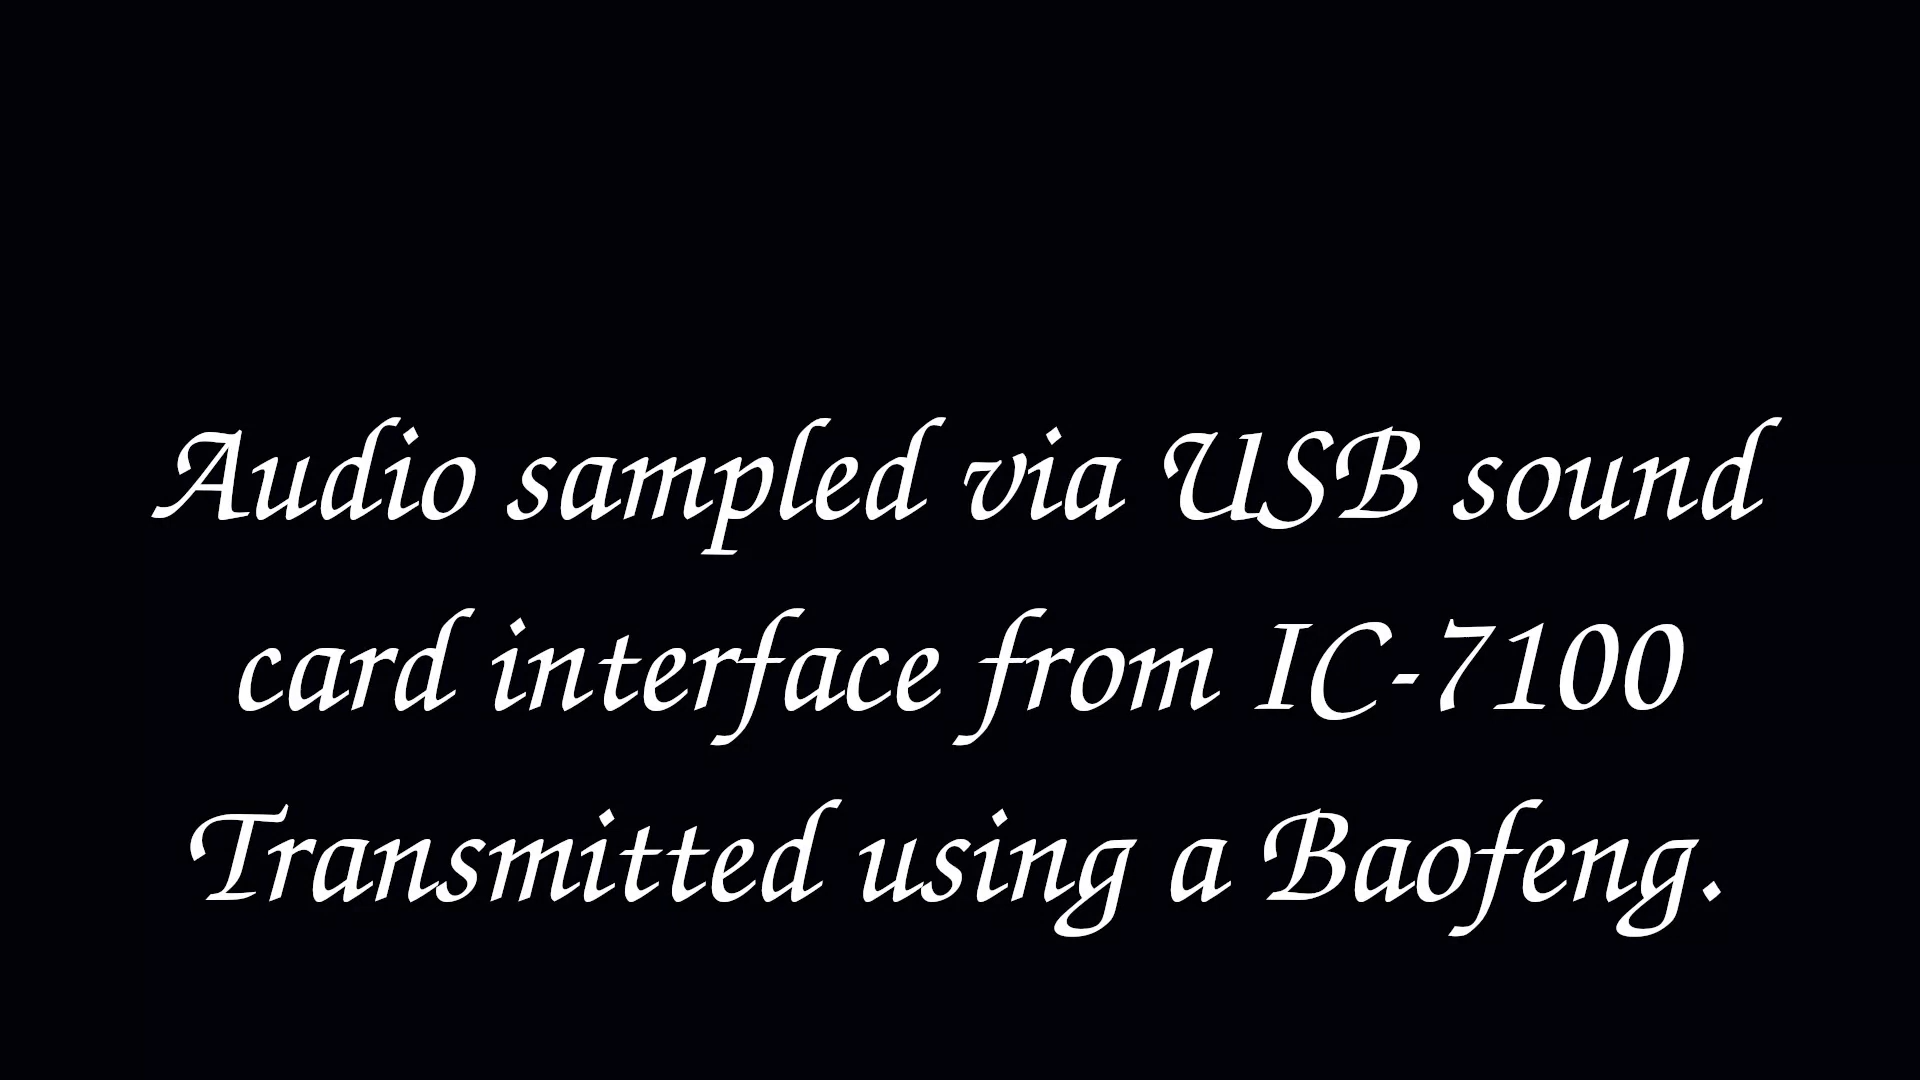 Audio sampled via USB sound
card interface from IC-7100
Transmitted using a Baofeng.